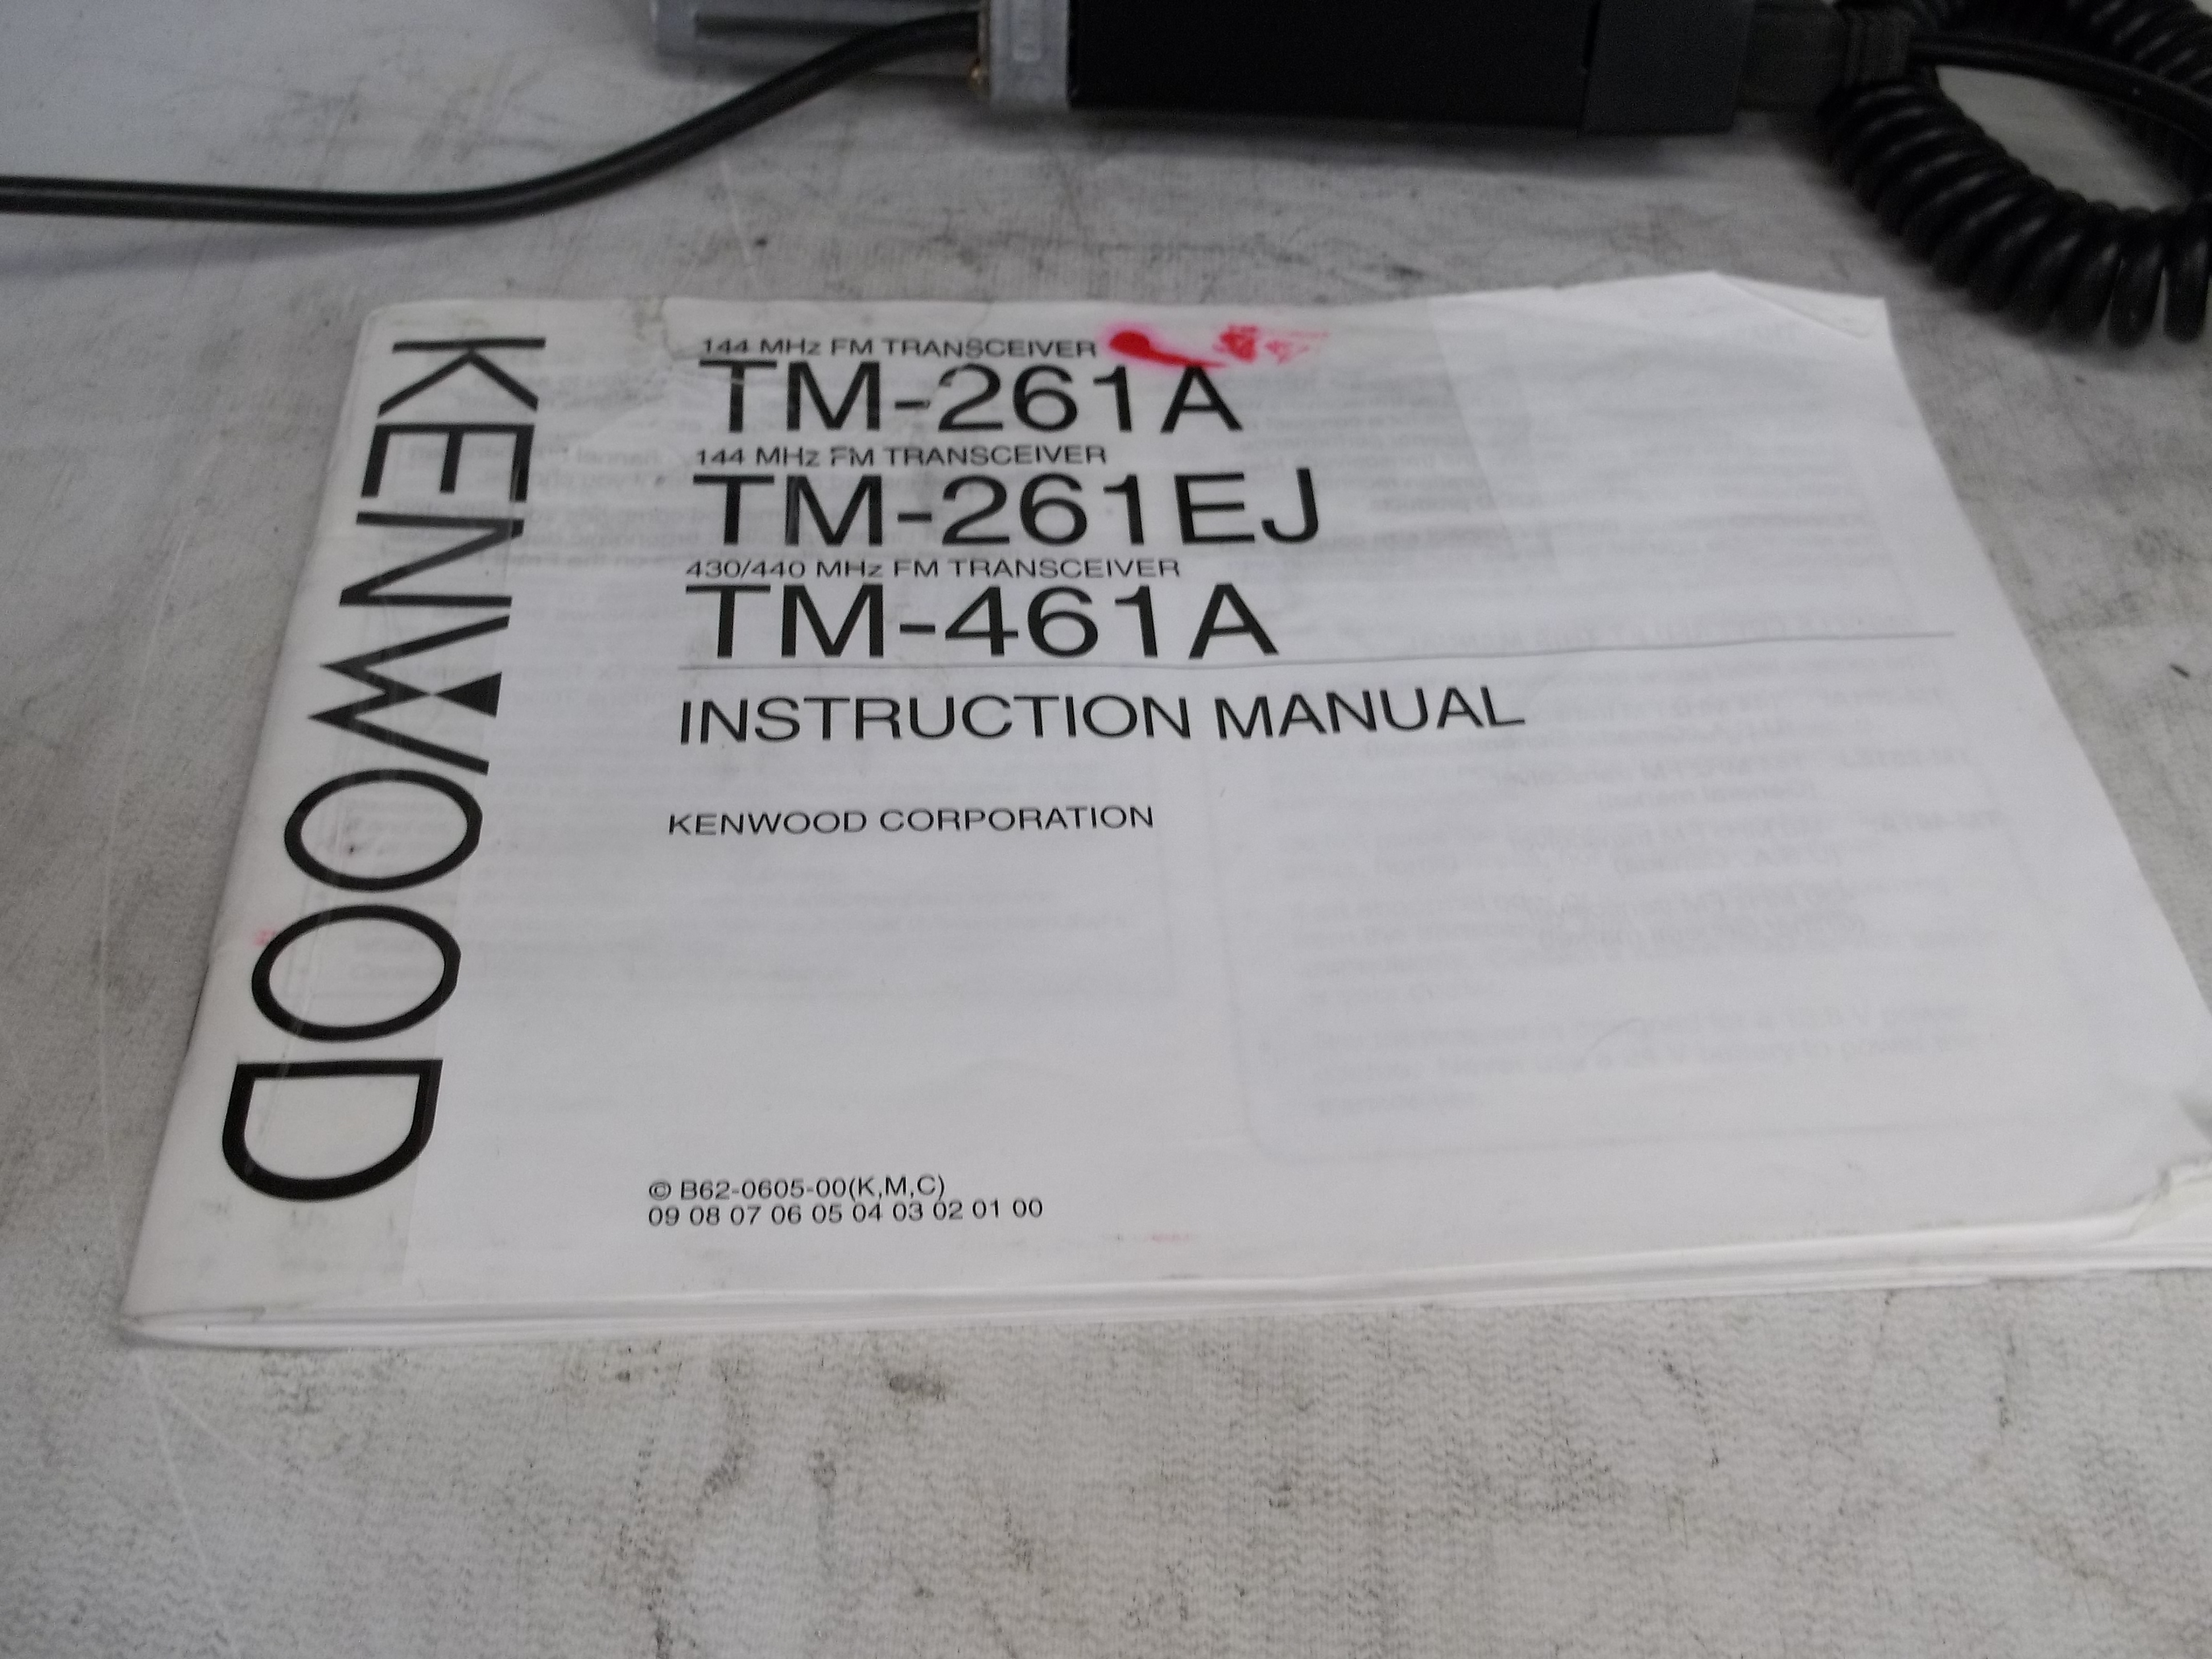 KENWOOD
144 MHz FM TRANSCEIVER
TM-261A
144 MHz FM TRANSCEIVER
TM-261EJ
430/440 MHz FM TRANSCEIVER
TM-461A
INSTRUCTION MANUAL
KENWOOD CORPORATION
© B62-0605-00(K,M,C)
09 08 07 06 05 04 03 02 01 00